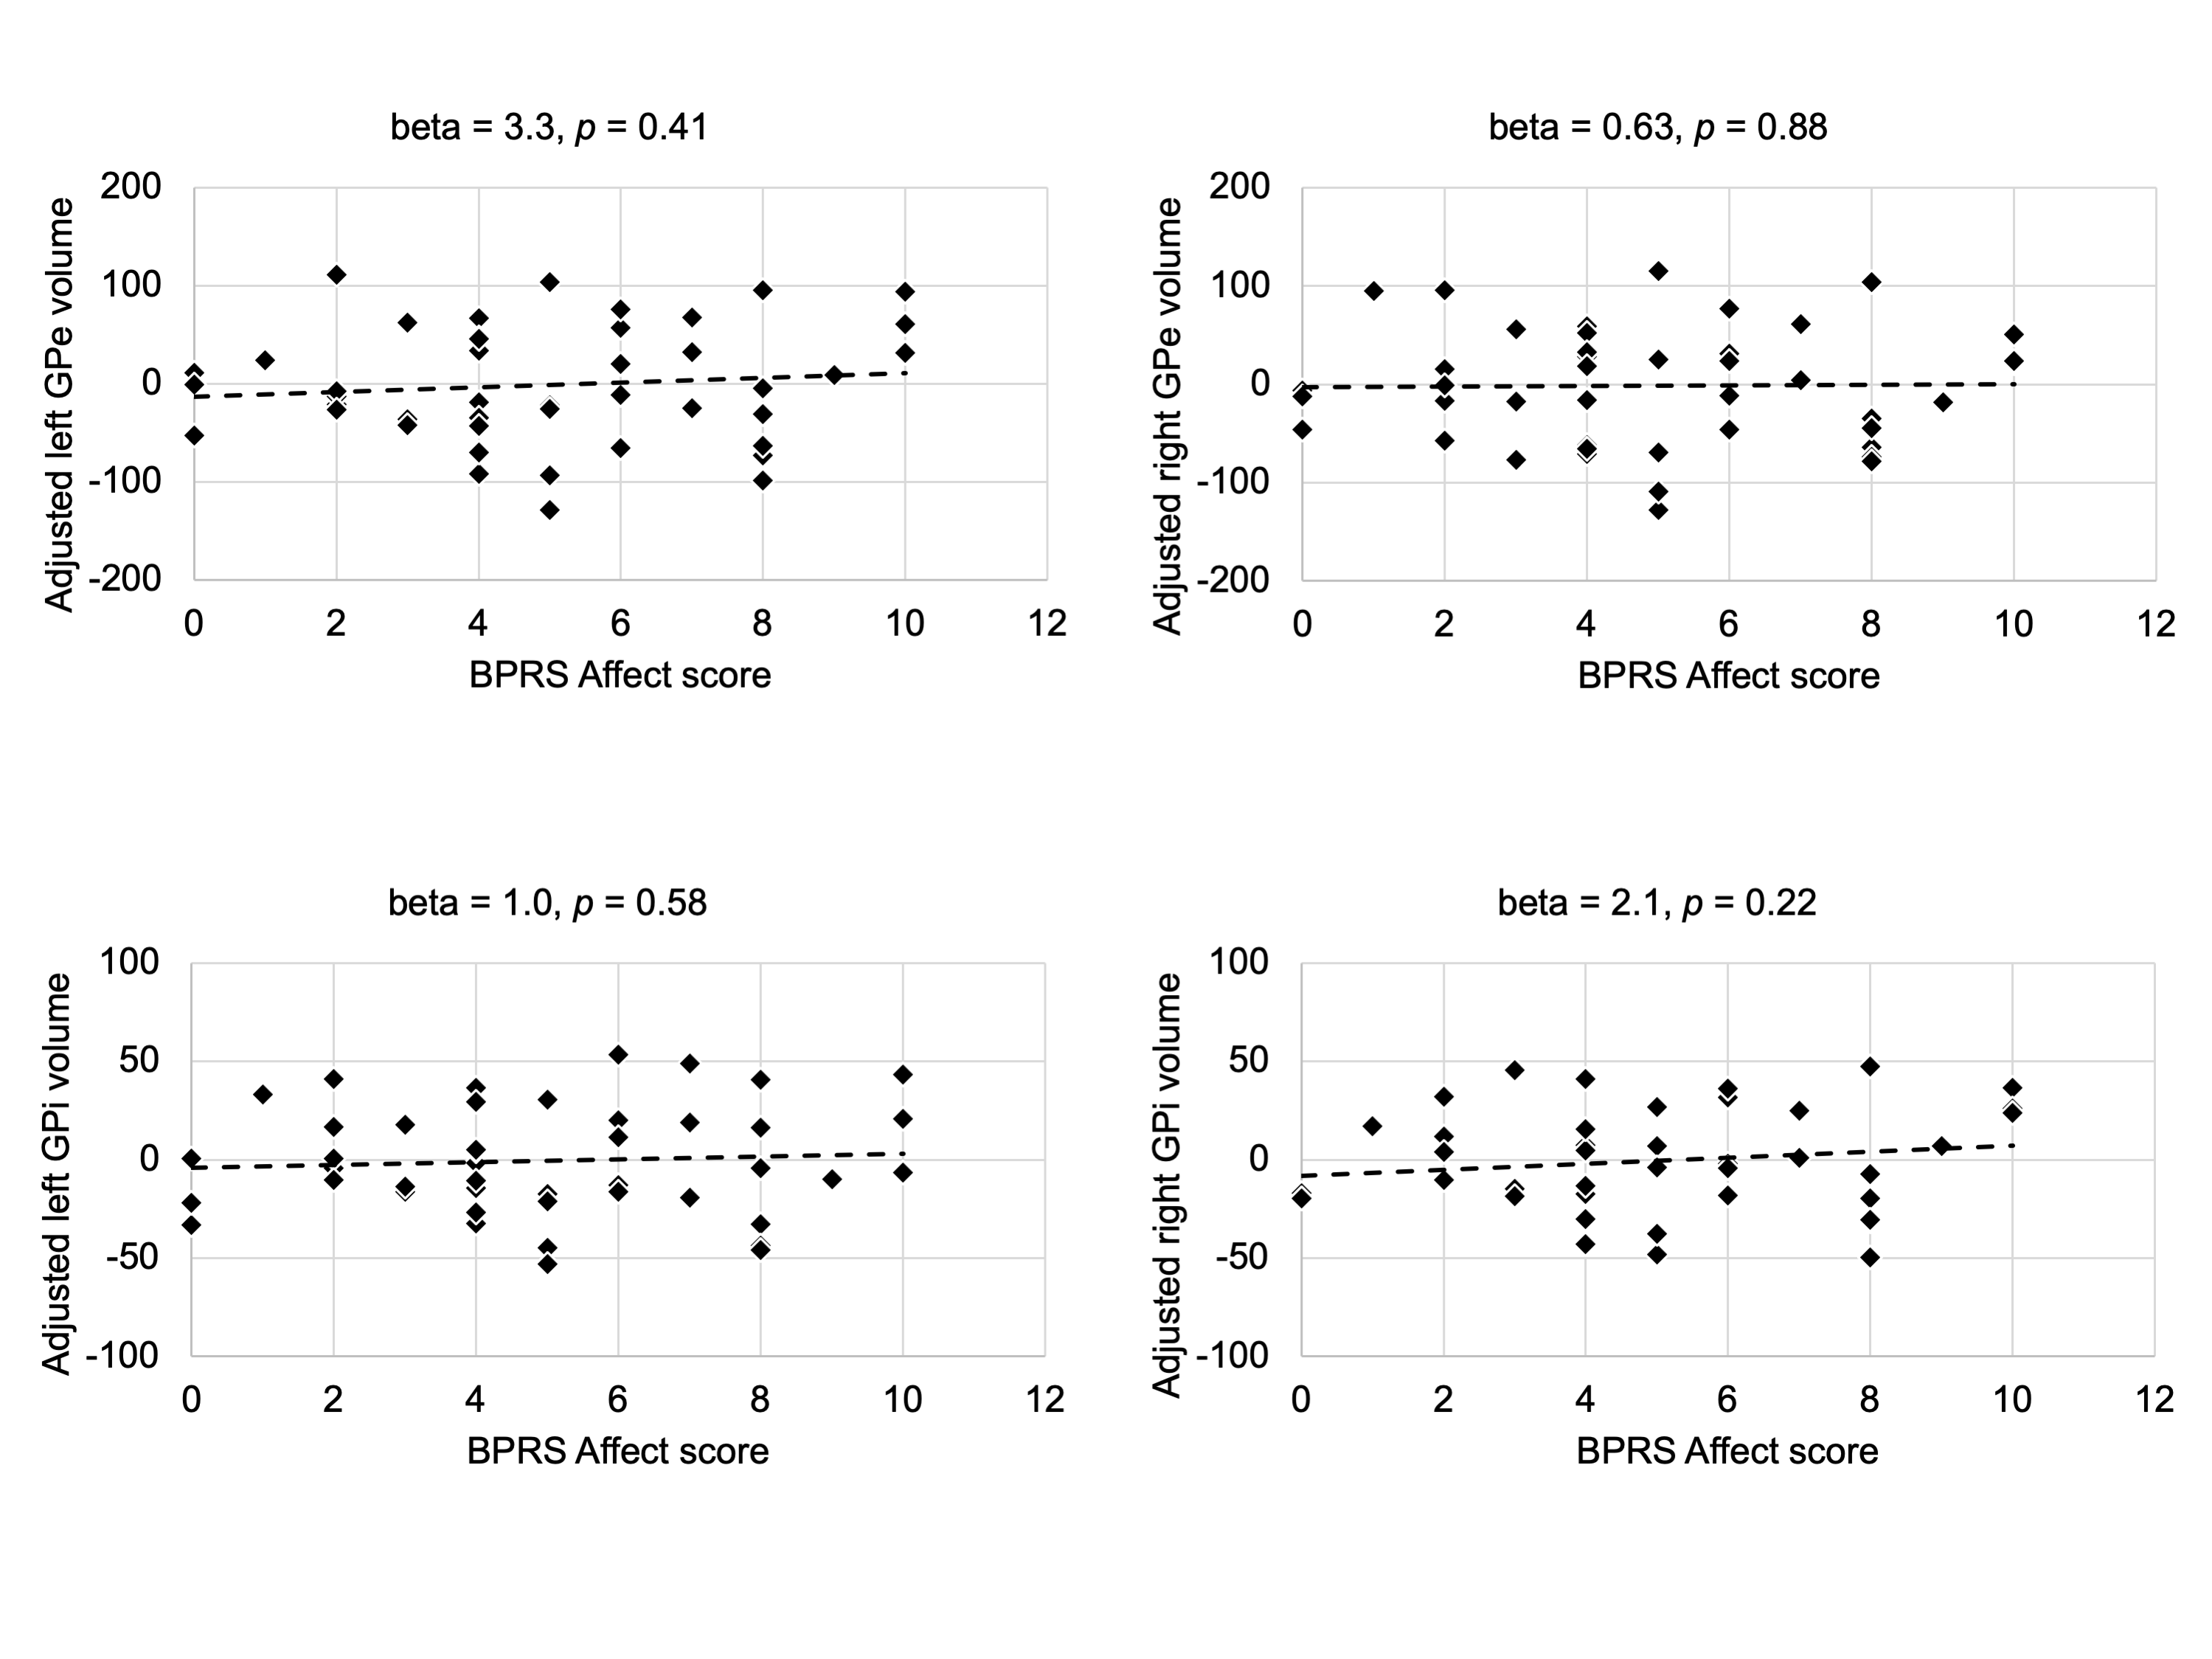 beta = 3.3, p = 0.41
Adjusted left GPe volume
200
100
0
-100
-200
0 2 4 6 8 10 12
BPRS Affect score
beta = 0.63, p = 0.88
Adjusted right GPe volume
200
100
0
-100
-200
0 2 4 6 8 10 12
BPRS Affect score
beta = 1.0, p = 0.58
Adjusted left GPi volume
100
50
0
-50
-100
0 2 4 6 8 10 12
BPRS Affect score
beta = 2.1, p = 0.22
Adjusted right GPi volume
100
50
0
-50
-100
0 2 4 6 8 10 12
BPRS Affect score